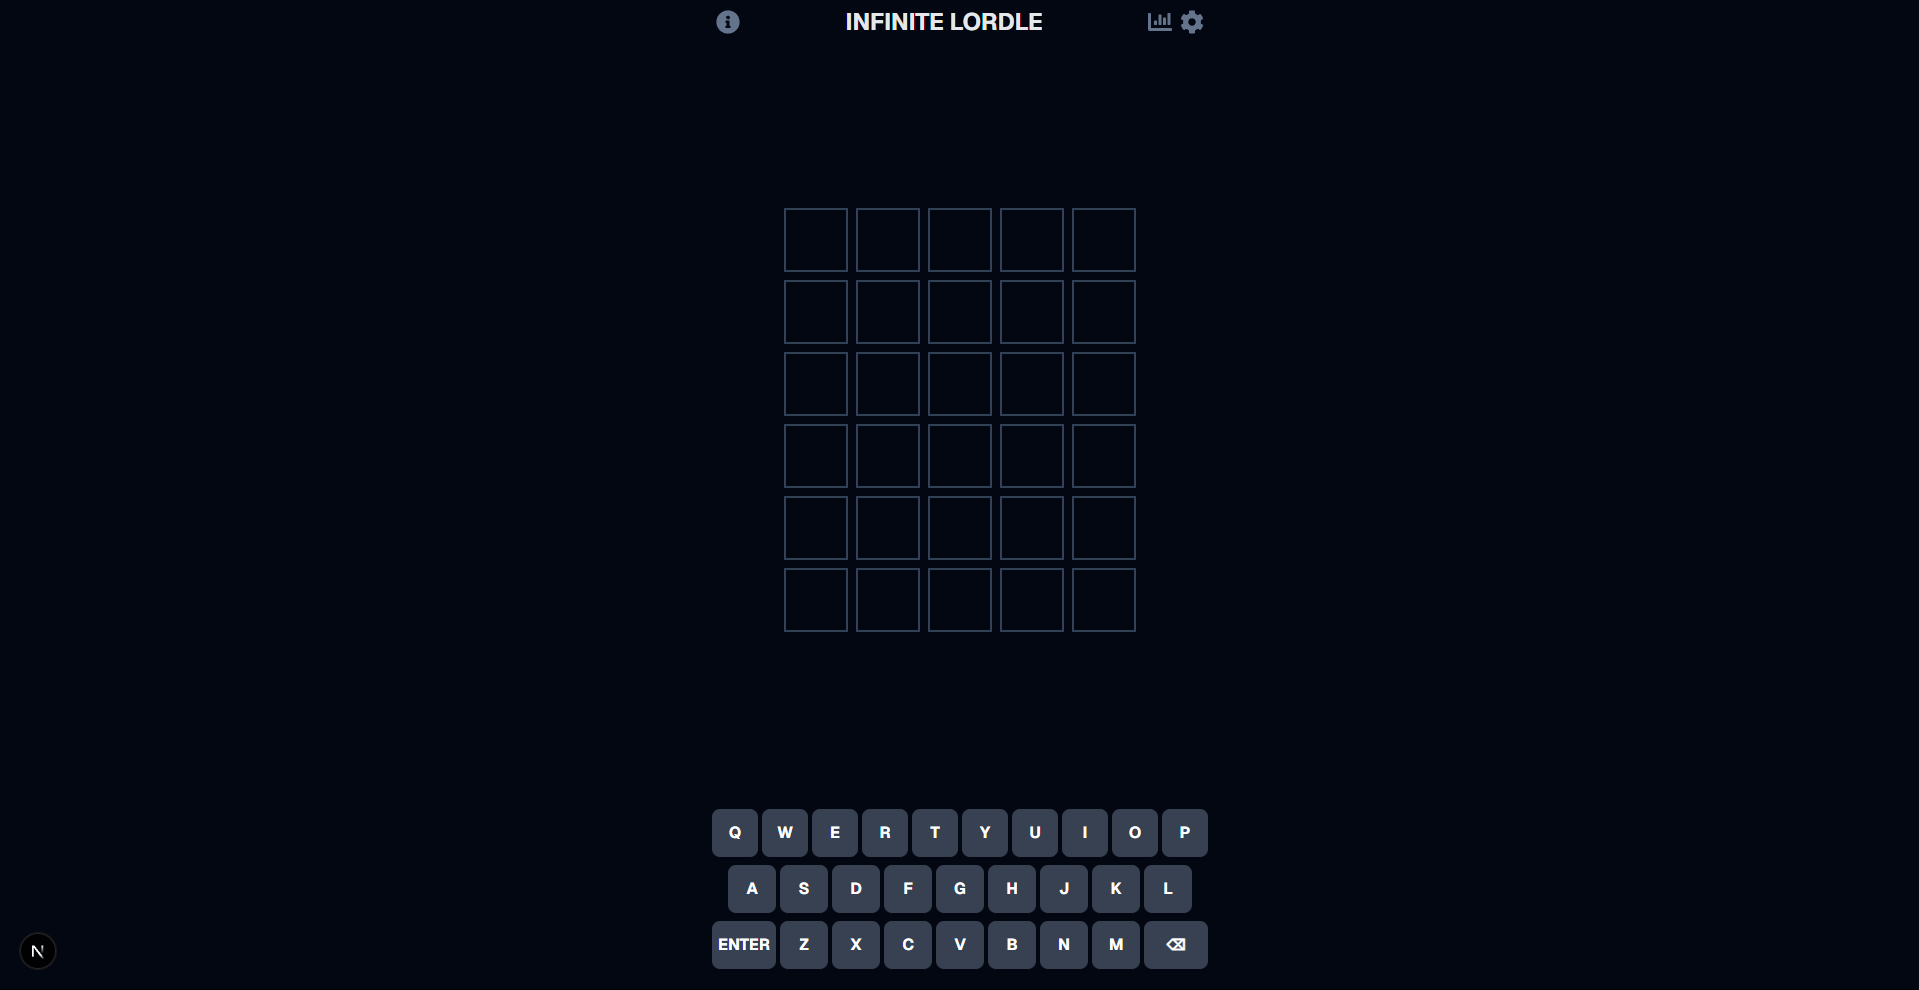 INFINITE LORDLE
Q W E R T Y U I O P
A S D F G H J K L
ENTER Z X C V B N M ⌫
N